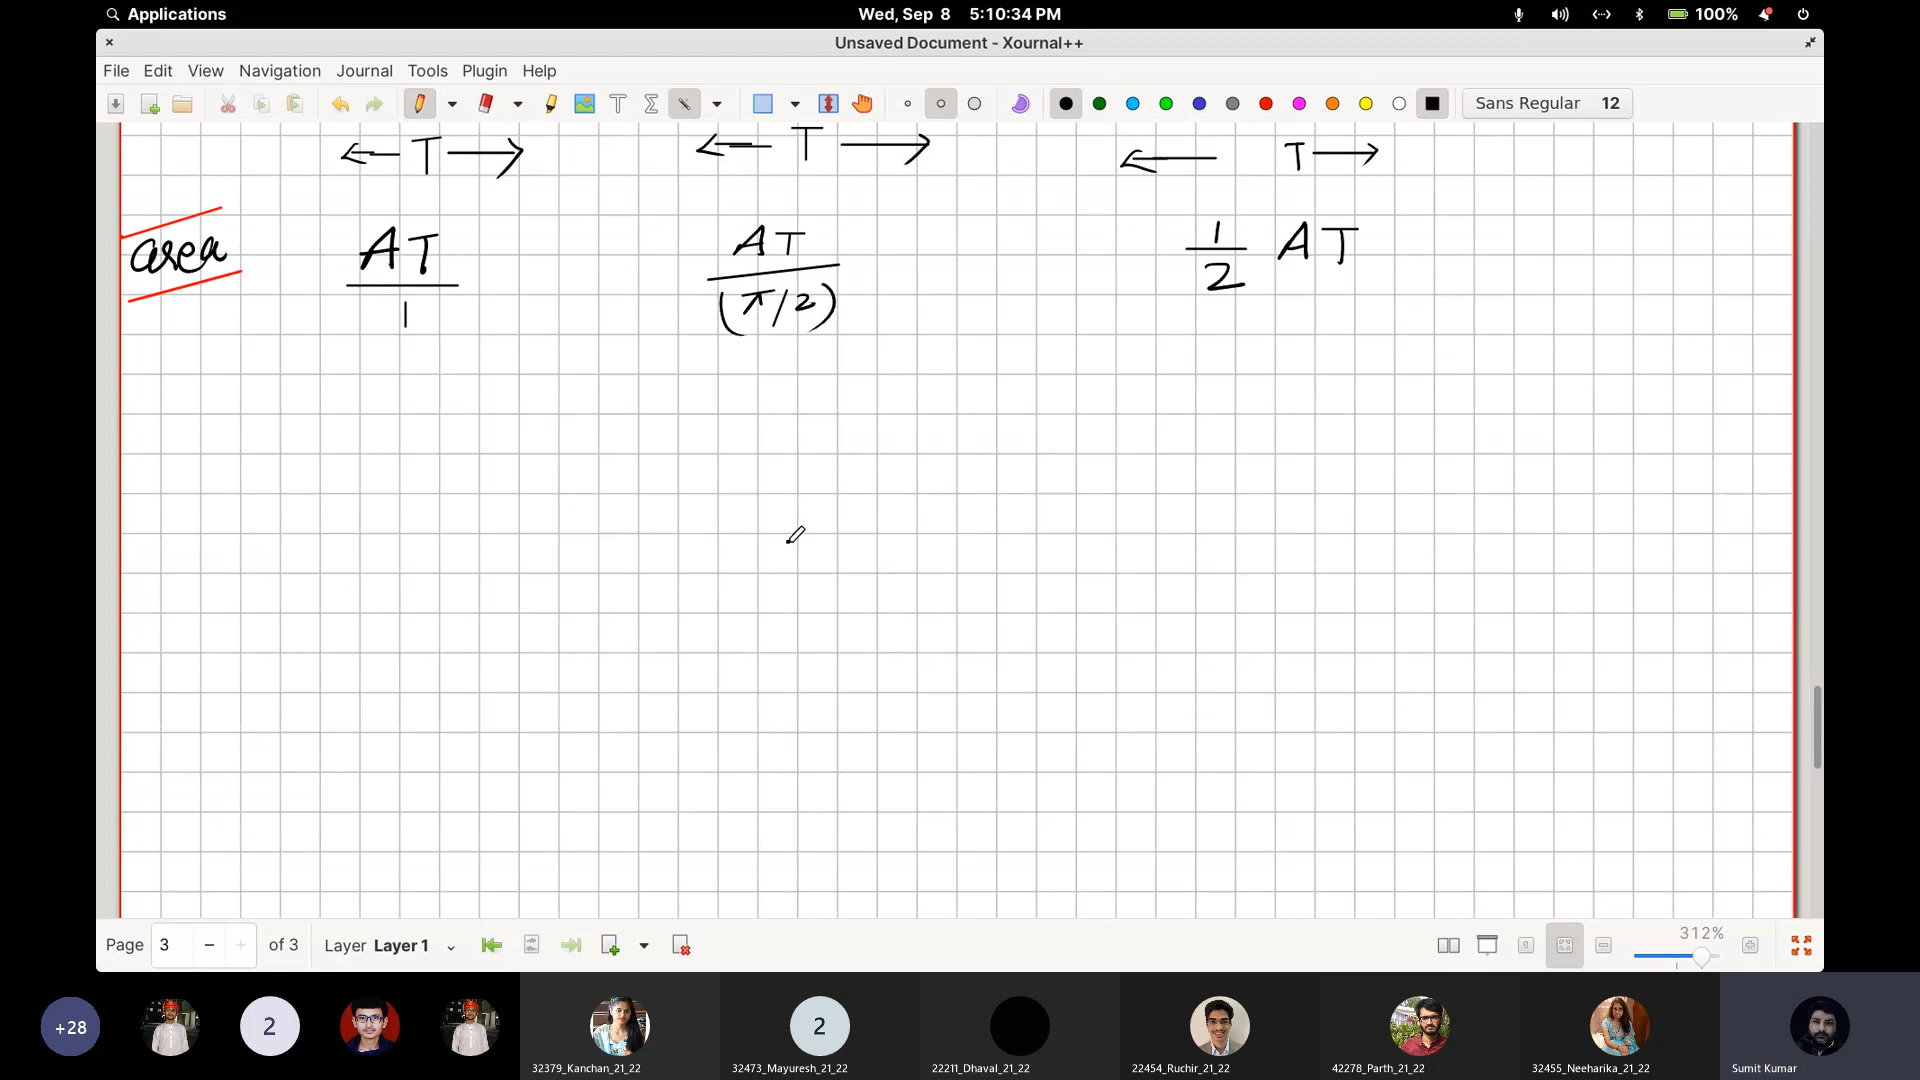 Applications
Wed, Sep 8 5:10:34 PM
100%
Unsaved Document - Xournal++
File Edit View Navigation Journal Tools Plugin Help
Sans Regular 12
←T→ ←T→ ← T→
area AT/1 AT/(π/2) 1/2 AT
Page 3 of 3 Layer Layer 1
312%
+28
2
2
32379_Kanchan_21_22
32473_Mayuresh_21_22
22211_Dhaval_21_22
22454_Ruchir_21_22
42278_Parth_21_22
32455_Neeharika_21_22
Sumit Kumar